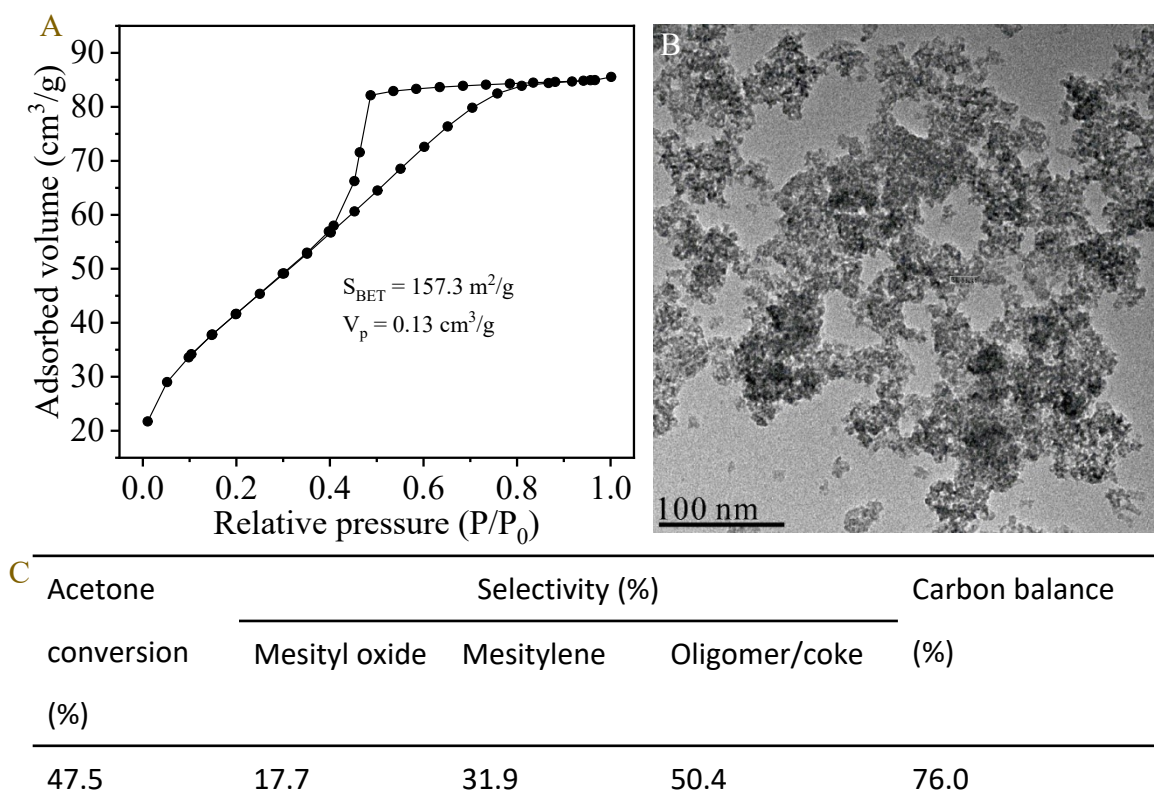 A
Adsorbed volume (cm³/g)
90
80
70
60
50
40
30
20
S_BET = 157.3 m²/g
V_p = 0.13 cm³/g
0.0 0.2 0.4 0.6 0.8 1.0
Relative pressure (P/P₀)
B
100 nm
C
Acetone Selectivity (%) Carbon balance
conversion Mesityl oxide Mesitylene Oligomer/coke (%)
(%)
47.5 17.7 31.9 50.4 76.0